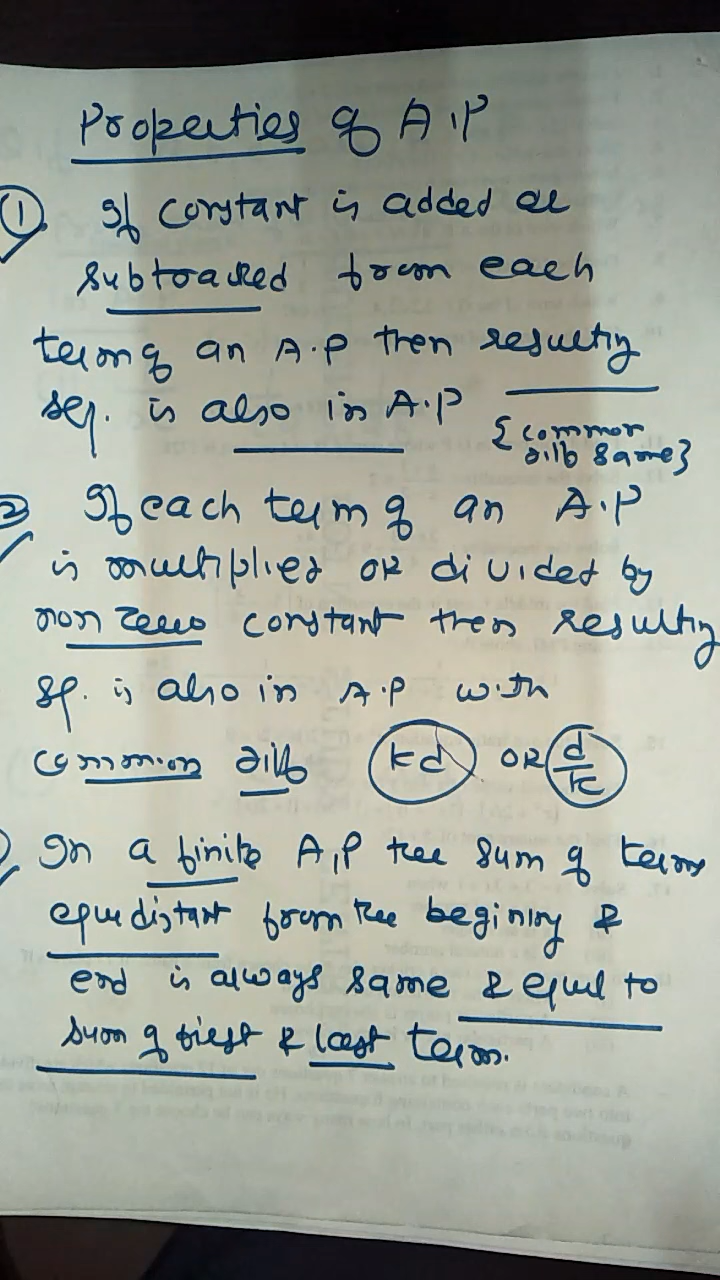 Properties of A.P
① If constant is added or
subtracted from each
term of an A.P then resulting
seq. is also in A.P {common
diff same}
② If each term of an A.P
is multiplied OR divided by
non zero constant then resulting
sq. is also in A.P with
common diff kd OR d/k
In a finite A.P the sum of terms
equidistant from the begining &
end is always same & equal to
sum of first & last term.